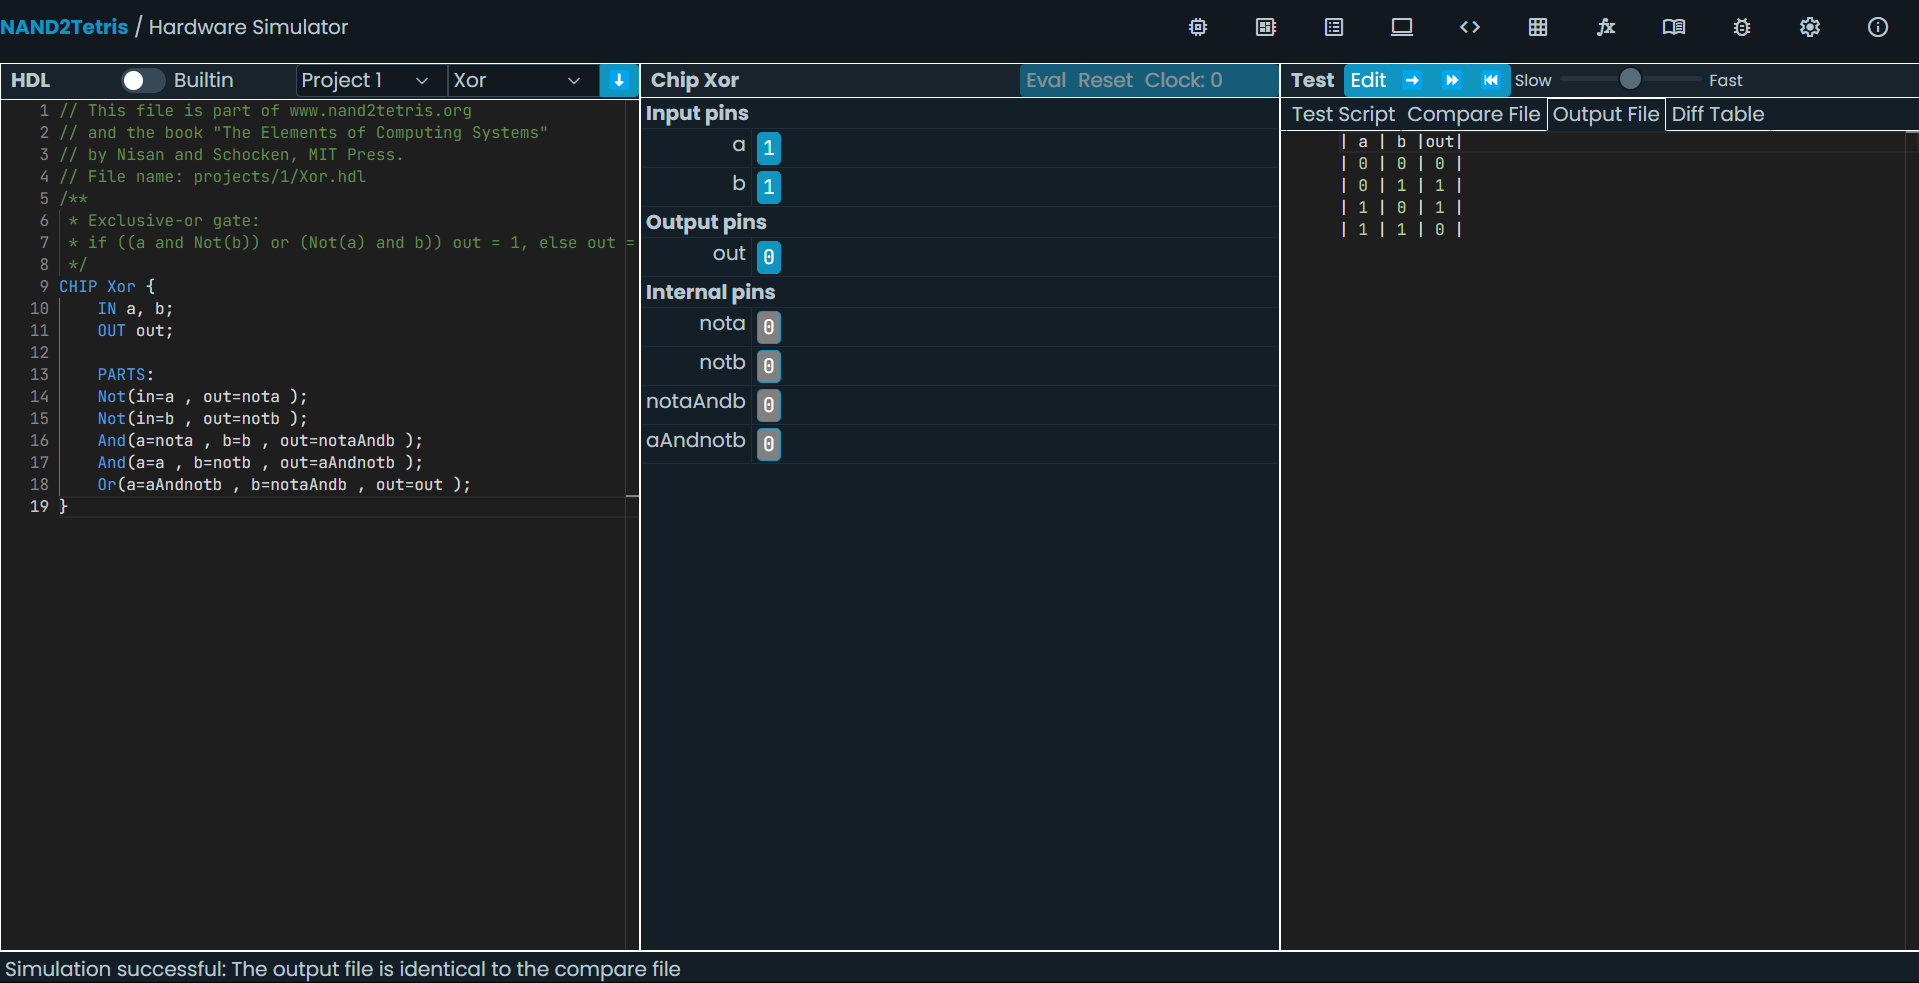 NAND2Tetris / Hardware Simulator
HDL Builtin Project 1 Xor
1 // This file is part of www.nand2tetris.org
2 // and the book "The Elements of Computing Systems"
3 // by Nisan and Schocken, MIT Press.
4 // File name: projects/1/Xor.hdl
5 /**
6 * Exclusive-or gate:
7 * if ((a and Not(b)) or (Not(a) and b)) out = 1, else out =
8 */
9 CHIP Xor {
10 IN a, b;
11 OUT out;
12
13 PARTS:
14 Not(in=a , out=nota );
15 Not(in=b , out=notb );
16 And(a=nota , b=b , out=notaAndb );
17 And(a=a , b=notb , out=aAndnotb );
18 Or(a=aAndnotb , b=notaAndb , out=out );
19 }
Chip Xor Eval Reset Clock: 0
Input pins
a 1
b 1
Output pins
out 0
Internal pins
nota 0
notb 0
notaAndb 0
aAndnotb 0
Test Edit Slow Fast
Test Script Compare File Output File Diff Table
| a | b |out|
| 0 | 0 | 0 |
| 0 | 1 | 1 |
| 1 | 0 | 1 |
| 1 | 1 | 0 |
Simulation successful: The output file is identical to the compare file